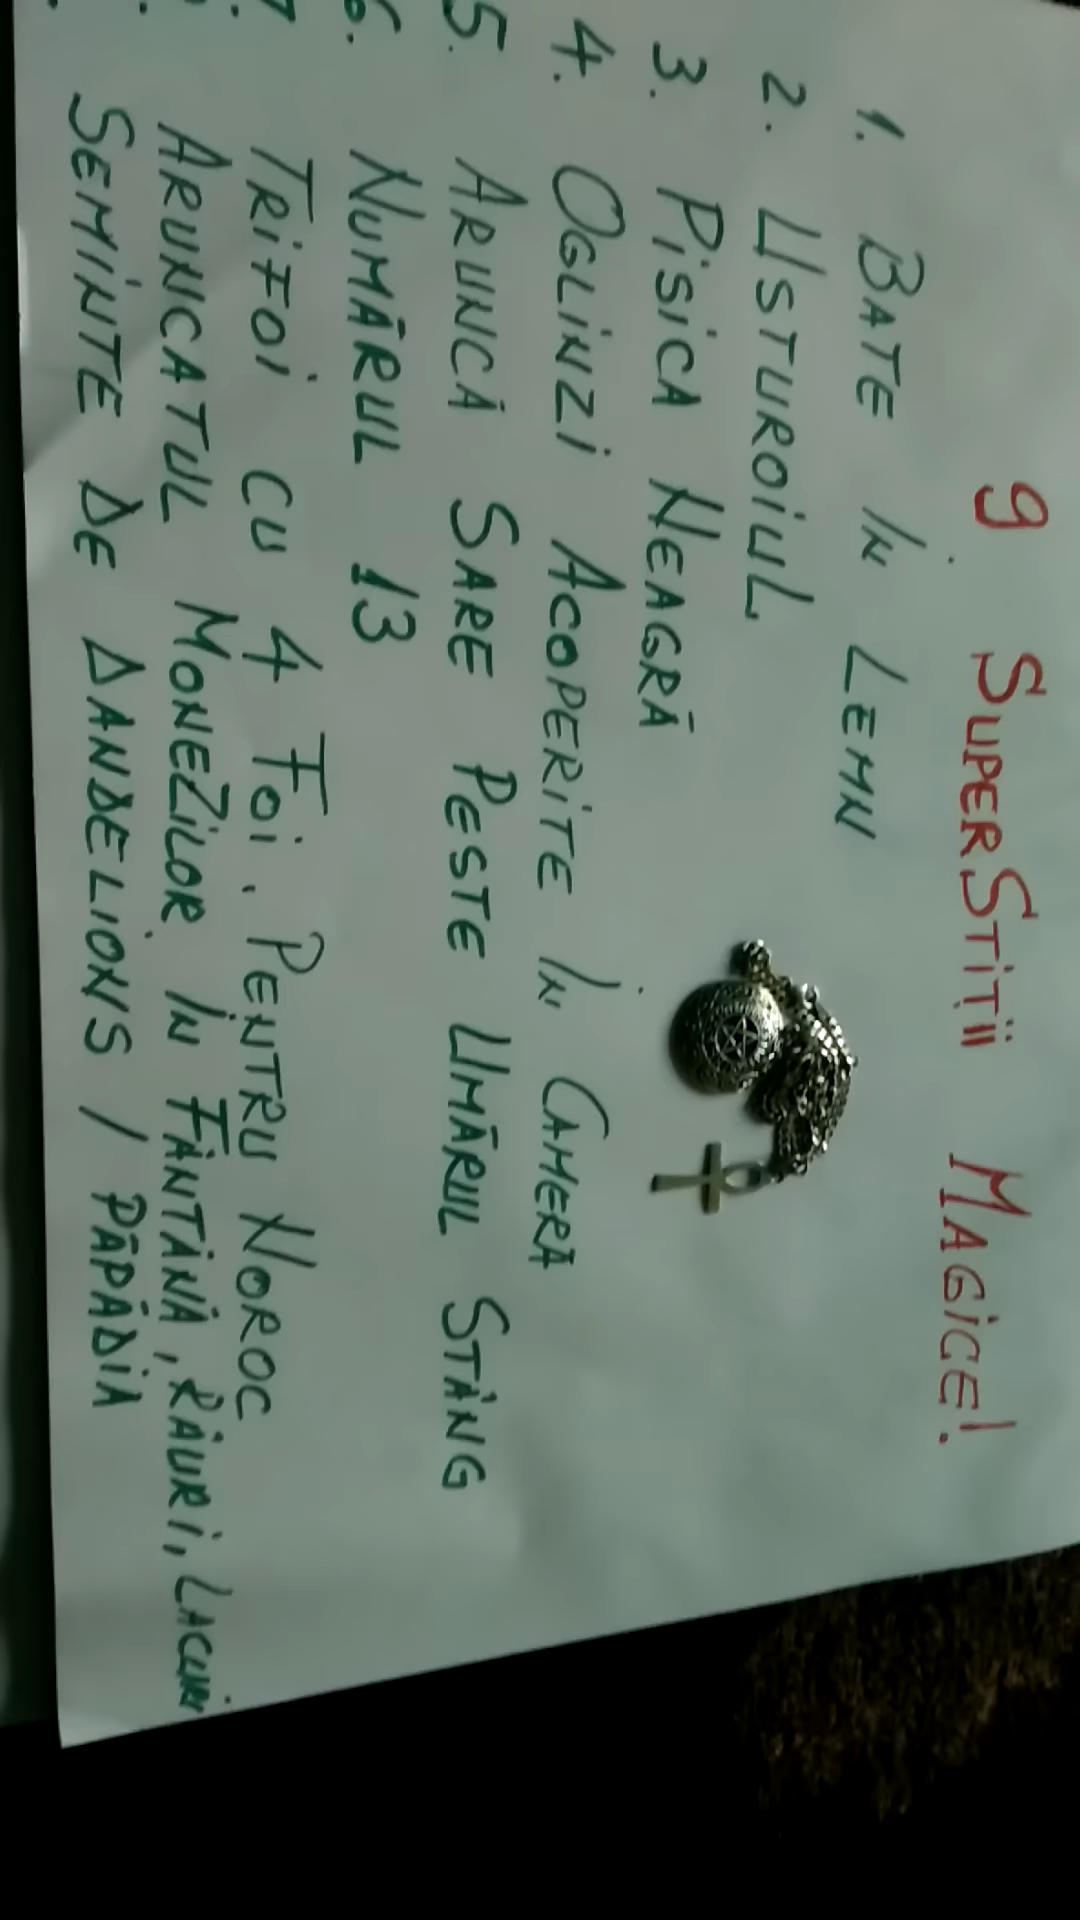 9 SUPERSTIȚII MAGICE!
1. BATE ÎN LEMN
2. USTUROIUL
3. PISICA NEAGRĂ
4. OGLINZI ACOPERITE ÎN CAMERĂ
5. ARUNCĂ SARE PESTE UMĂRUL STÂNG
6. NUMĂRUL 13
7. TRIFOI CU 4 FOI. PENTRU NOROC
ARUNCATUL MONEZILOR ÎN FÂNTÂNĂ, RÂURI, LACURI
SEMINTE DE DANDELIONS / PĂPĂDIA